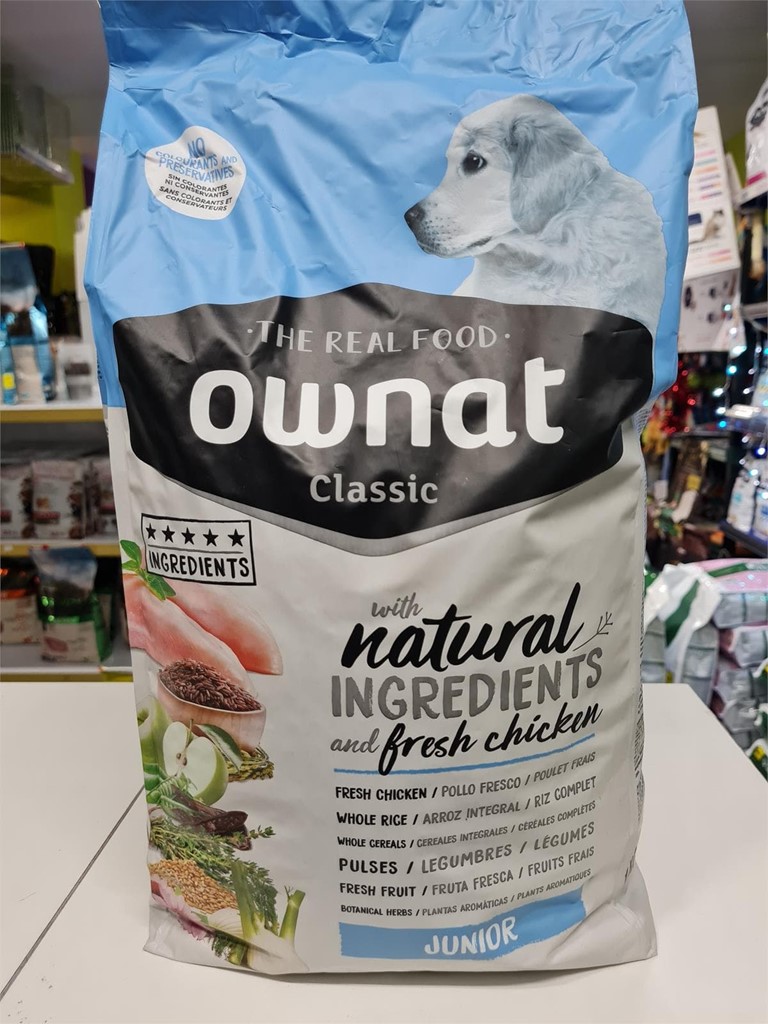 NO
COLOURANTS AND
PRESERVATIVES
SIN COLORANTES
NI CONSERVANTES
SANS COLORANTS ET
CONSERVATEURS
·THE REAL FOOD·
ownat
Classic
★★★★★
INGREDIENTS
with
natural
INGREDIENTS
and fresh chicken
FRESH CHICKEN / POLLO FRESCO / POULET FRAIS
WHOLE RICE / ARROZ INTEGRAL / RIZ COMPLET
WHOLE CEREALS / CEREALES INTEGRALES / CÉRÉALES COMPLÈTES
PULSES / LEGUMBRES / LÉGUMES
FRESH FRUIT / FRUTA FRESCA / FRUITS FRAIS
BOTANICAL HERBS / PLANTAS AROMÁTICAS / PLANTS AROMATIQUES
JUNIOR